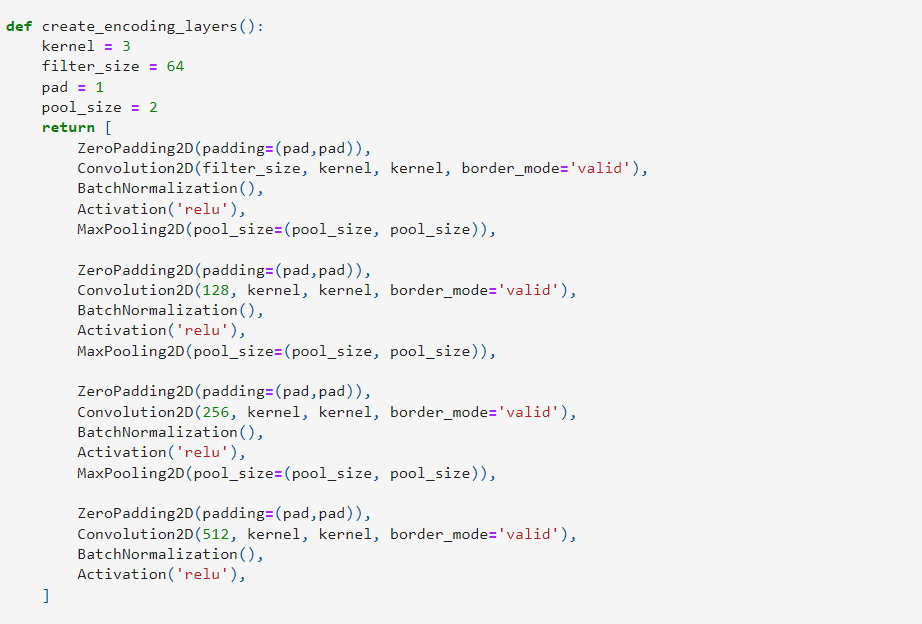 def create_encoding_layers():
    kernel = 3
    filter_size = 64
    pad = 1
    pool_size = 2
    return [
        ZeroPadding2D(padding=(pad,pad)),
        Convolution2D(filter_size, kernel, kernel, border_mode='valid'),
        BatchNormalization(),
        Activation('relu'),
        MaxPooling2D(pool_size=(pool_size, pool_size)),

        ZeroPadding2D(padding=(pad,pad)),
        Convolution2D(128, kernel, kernel, border_mode='valid'),
        BatchNormalization(),
        Activation('relu'),
        MaxPooling2D(pool_size=(pool_size, pool_size)),

        ZeroPadding2D(padding=(pad,pad)),
        Convolution2D(256, kernel, kernel, border_mode='valid'),
        BatchNormalization(),
        Activation('relu'),
        MaxPooling2D(pool_size=(pool_size, pool_size)),

        ZeroPadding2D(padding=(pad,pad)),
        Convolution2D(512, kernel, kernel, border_mode='valid'),
        BatchNormalization(),
        Activation('relu'),
    ]